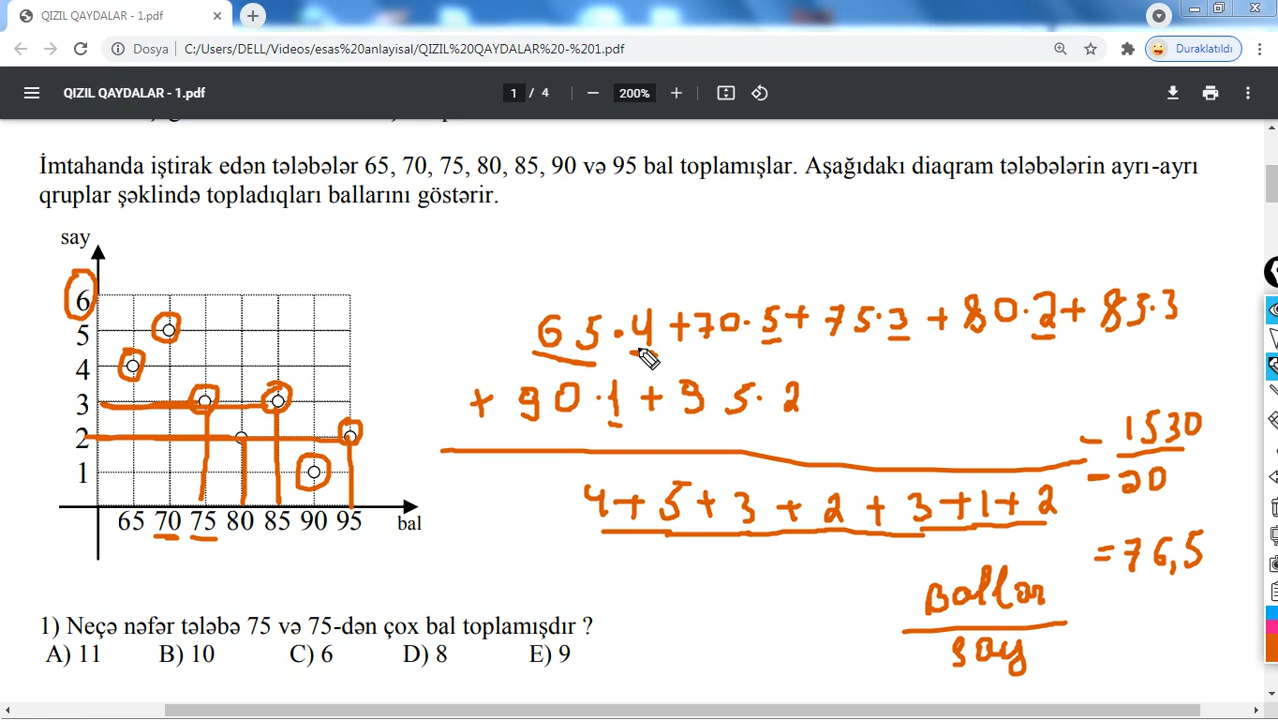 QIZIL QAYDALAR - 1.pdf
Dosya
C:/Users/DELL/Videos/esas%20anlayisal/QIZIL%20QAYDALAR%20-%201.pdf
Duraklatıldı
QIZIL QAYDALAR - 1.pdf
1 / 4
200%
İmtahanda iştirak edən tələbələr 65, 70, 75, 80, 85, 90 və 95 bal toplamışlar. Aşağıdakı diaqram tələbələrin ayrı-ayrı
qruplar şəklində topladıqları ballarını göstərir.
say
6
5
4
3
2
1
65 70 75 80 85 90 95 bal
65·4+70·5+75·3+80·2+85·3
+90·1+95·2
4+5+3+2+3+1+2
= 1530
20
=76,5
Ballar
say
1) Neçə nəfər tələbə 75 və 75-dən çox bal toplamışdır ?
A) 11 B) 10 C) 6 D) 8 E) 9